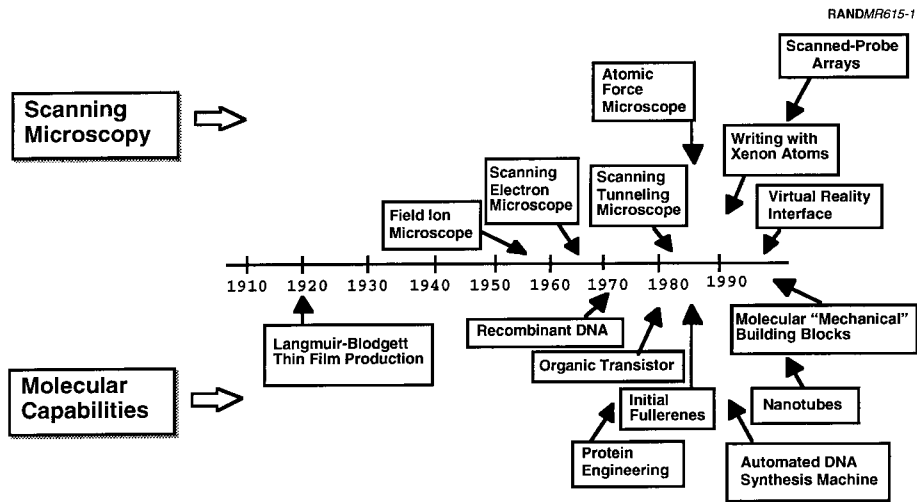 RANDMR615-1
Scanned-Probe
Arrays
Atomic
Force
Microscope
Scanning
Microscopy
Writing with
Xenon Atoms
Scanning
Electron
Microscope
Scanning
Tunneling
Microscope
Virtual Reality
Interface
Field Ion
Microscope
1910 1920 1930 1940 1950 1960 1970 1980 1990
Recombinant DNA
Molecular “Mechanical”
Building Blocks
Langmuir-Blodgett
Thin Film Production
Organic Transistor
Molecular
Capabilities
Initial
Fullerenes
Nanotubes
Protein
Engineering
Automated DNA
Synthesis Machine